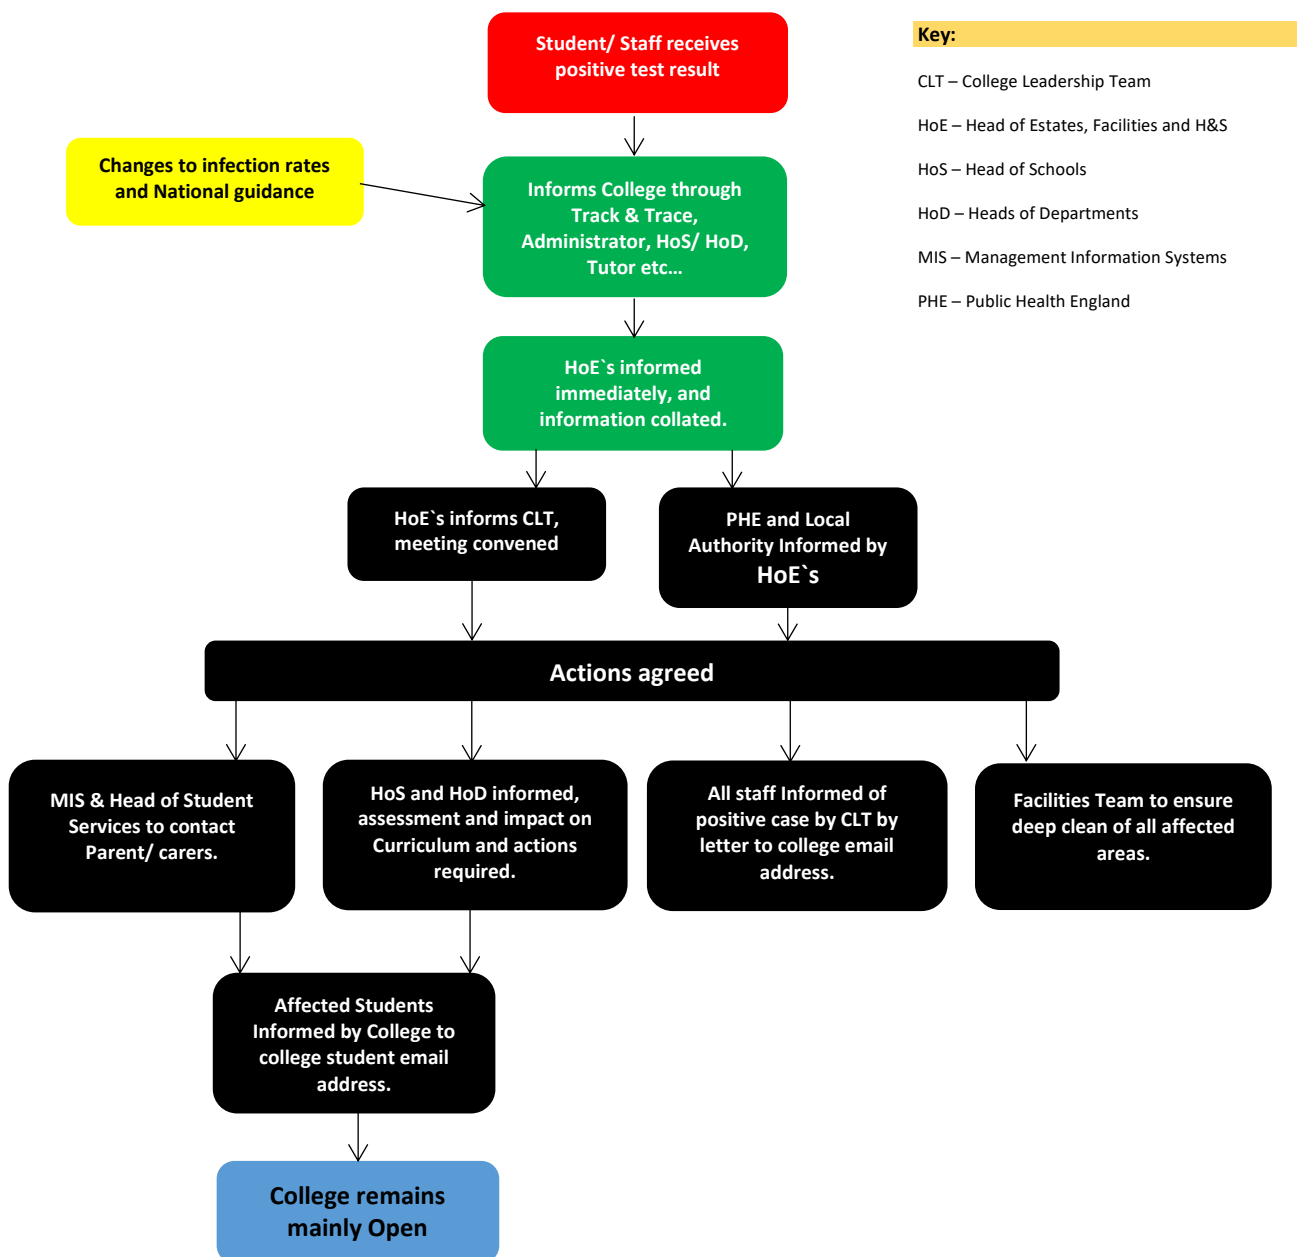 Student/ Staff receives
positive test result
Key:
CLT – College Leadership Team
HoE – Head of Estates, Facilities and H&S
HoS – Head of Schools
HoD – Heads of Departments
MIS – Management Information Systems
PHE – Public Health England
Changes to infection rates
and National guidance
Informs College through
Track & Trace,
Administrator, HoS/ HoD,
Tutor etc…
HoE`s informed
immediately, and
information collated.
HoE`s informs CLT,
meeting convened
PHE and Local
Authority Informed by
HoE`s
Actions agreed
MIS & Head of Student
Services to contact
Parent/ carers.
HoS and HoD informed,
assessment and impact on
Curriculum and actions
required.
All staff Informed of
positive case by CLT by
letter to college email
address.
Facilities Team to ensure
deep clean of all affected
areas.
Affected Students
Informed by College to
college student email
address.
College remains
mainly Open